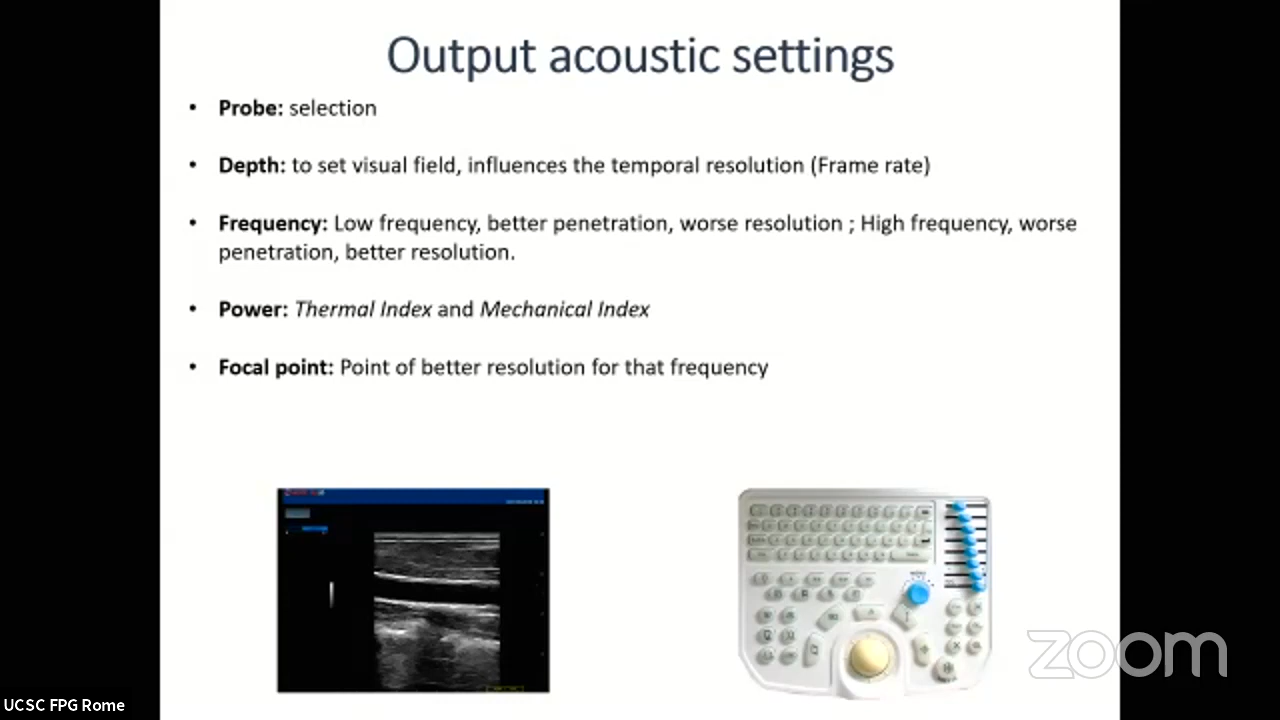 Output acoustic settings
• Probe: selection
• Depth: to set visual field, influences the temporal resolution (Frame rate)
• Frequency: Low frequency, better penetration, worse resolution ; High frequency, worse
penetration, better resolution.
• Power: Thermal Index and Mechanical Index
• Focal point: Point of better resolution for that frequency
zoom
UCSC FPG Rome